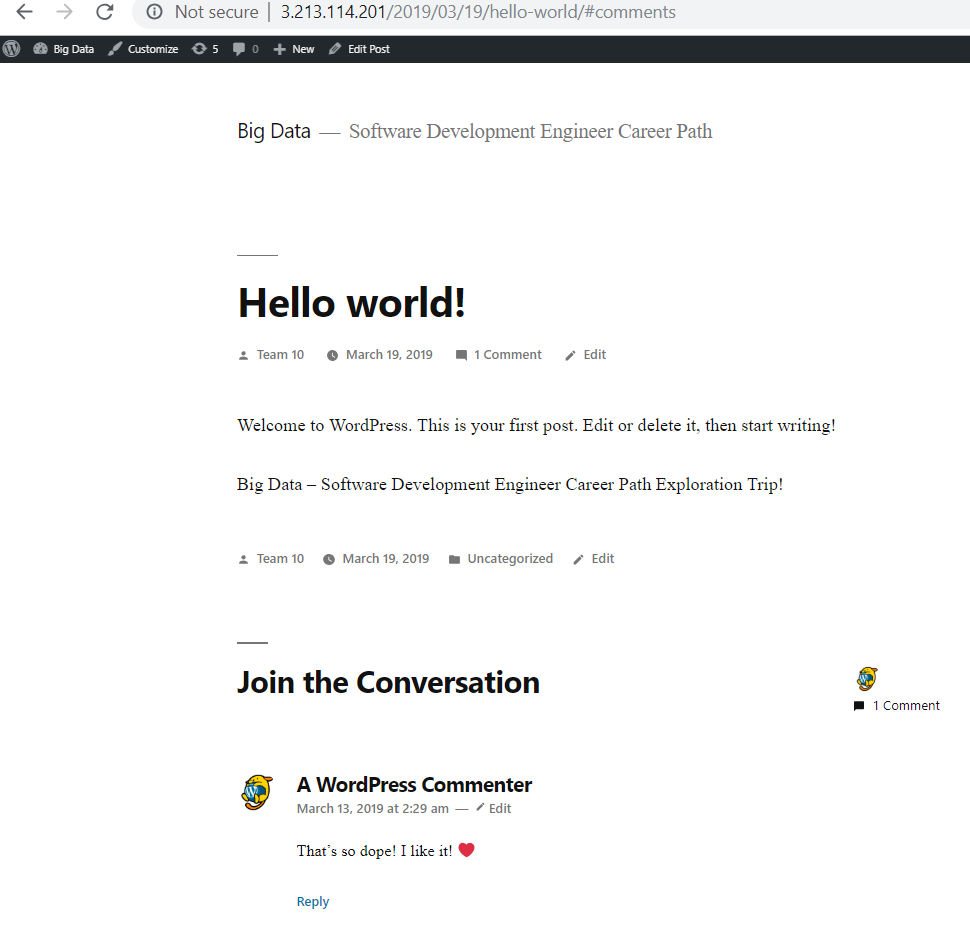 Not secure | 3.213.114.201/2019/03/19/hello-world/#comments
Big Data Customize 5 0 New Edit Post
Big Data — Software Development Engineer Career Path
Hello world!
Team 10 March 19, 2019 1 Comment Edit
Welcome to WordPress. This is your first post. Edit or delete it, then start writing!
Big Data – Software Development Engineer Career Path Exploration Trip!
Team 10 March 19, 2019 Uncategorized Edit
Join the Conversation
1 Comment
A WordPress Commenter
March 13, 2019 at 2:29 am — Edit
That’s so dope! I like it! ❤
Reply